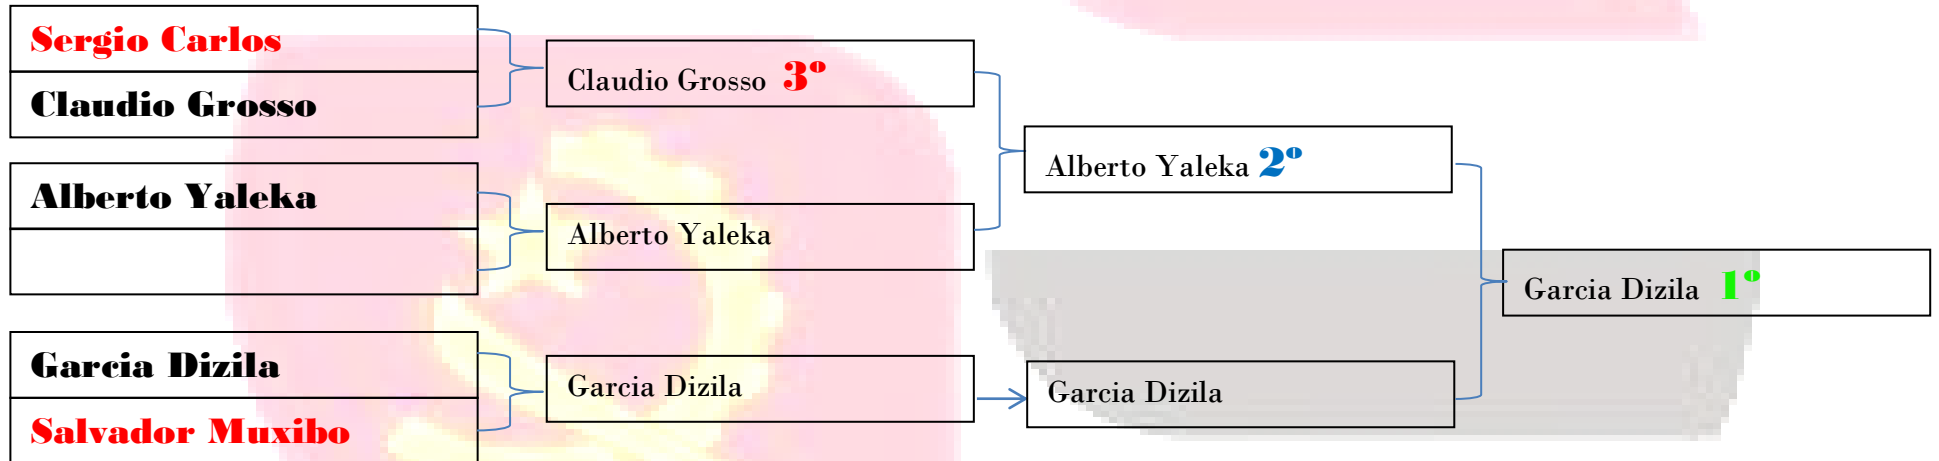 Sergio Carlos
Claudio Grosso
Alberto Yaleka
Garcia Dizila
Salvador Muxibo
Claudio Grosso 3º
Alberto Yaleka
Garcia Dizila
Alberto Yaleka 2º
Garcia Dizila
Garcia Dizila 1º